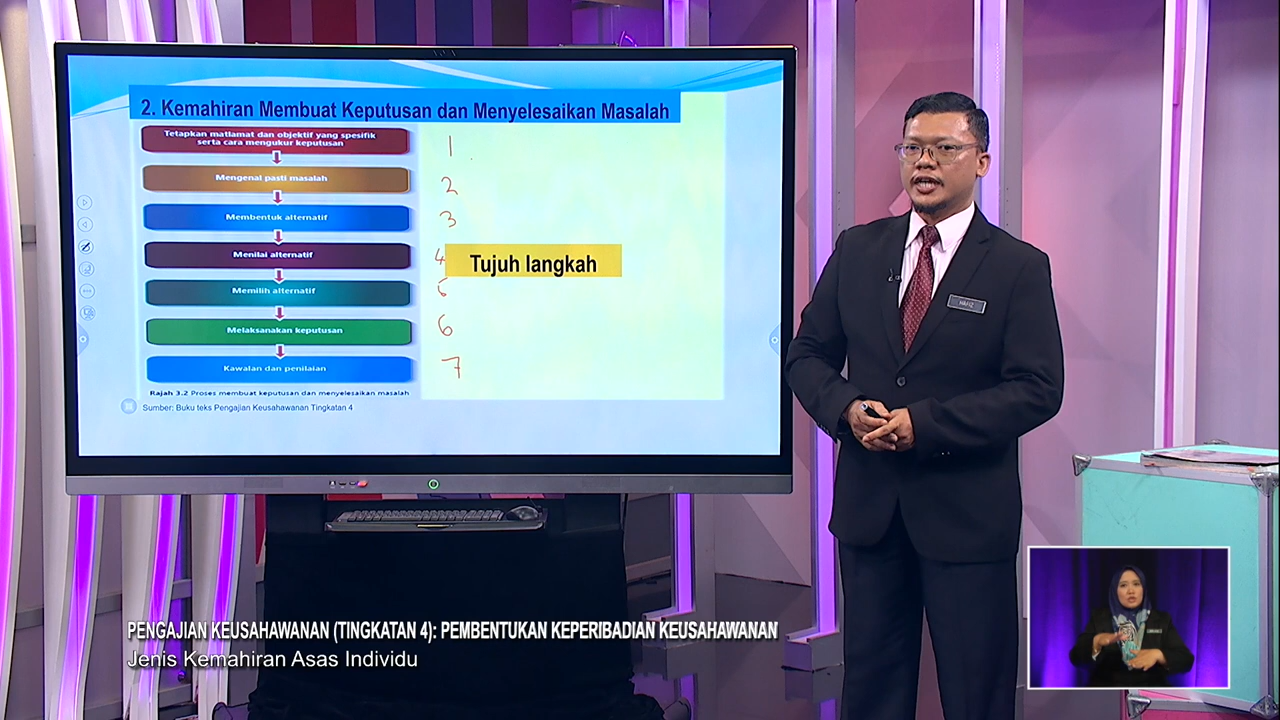 2. Kemahiran Membuat Keputusan dan Menyelesaikan Masalah
Tetapkan matlamat dan objektif yang spesifik
serta cara mengukur keputusan
1
Mengenal pasti masalah
2
Membentuk alternatif
3
Menilai alternatif
4
Tujuh langkah
Memilih alternatif
5
Melaksanakan keputusan
6
Kawalan dan penilaian
7
Rajah 3.2 Proses membuat keputusan dan menyelesaikan masalah
Sumber: Buku teks Pengajian Keusahawanan Tingkatan 4
HAFIZ
PENGAJIAN KEUSAHAWANAN (TINGKATAN 4): PEMBENTUKAN KEPERIBADIAN KEUSAHAWANAN
Jenis Kemahiran Asas Individu